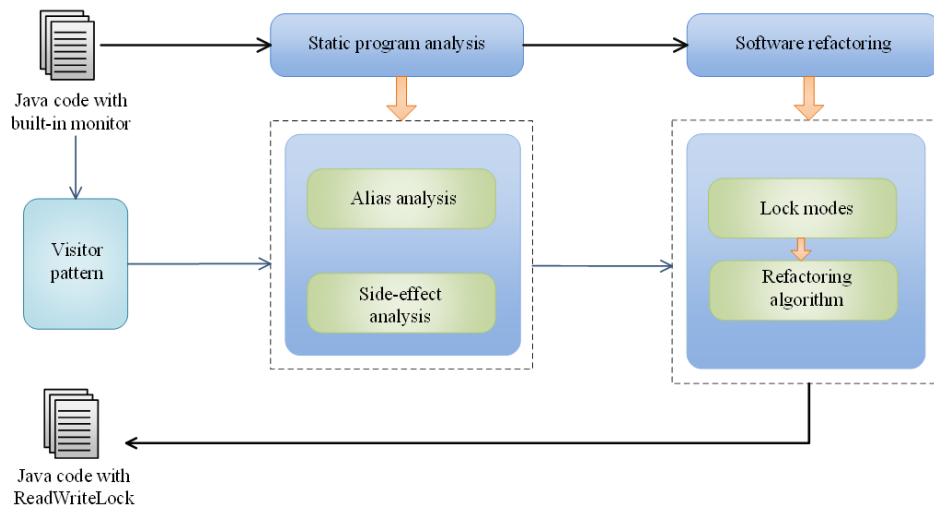 Static program analysis
Software refactoring
Java code with
built-in monitor
Alias analysis
Lock modes
Visitor
pattern
Side-effect
analysis
Refactoring
algorithm
Java code with
ReadWriteLock